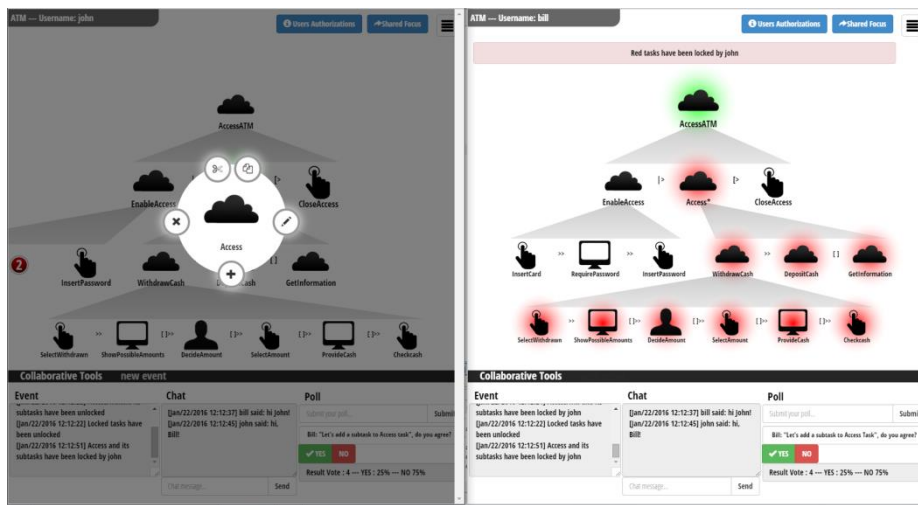 ATM — Username: john
Users Authorizations
Shared Focus
AccessATM
EnableAccess
[>
CloseAccess
Access
2
InsertPassword
WithdrawCash
[]
GetInformation
SelectWithdrawn
>>
ShowPossibleAmounts
[]>>
DecideAmount
[]>>
SelectAmount
[]>>
ProvideCash
[]>>
Checkcash
Collaborative Tools
new event
Event
subtasks have been unlocked
[Jan/22/2016 12:12:22] Locked tasks have
been unlocked
[Jan/22/2016 12:12:51] Access and its
subtasks have been locked by john
Chat
[Jan/22/2016 12:12:37] bill said: hi John!
[Jan/22/2016 12:12:45] john said: hi,
Bill!
Chat message...
Send
Poll
Submit your poll...
Submit
Bill: "Let's add a subtask to Access task", do you agree?
YES
NO
Result Vote : 4 --- YES : 25% --- NO 75%
ATM — Username: bill
Users Authorizations
Shared Focus
Red tasks have been locked by john
AccessATM
EnableAccess
[>
Access*
[>
CloseAccess
InsertCard
>>
RequirePassword
>>
InsertPassword
WithdrawCash
>>
DepositCash
[]
GetInformation
SelectWithdrawn
>>
ShowPossibleAmounts
[]>>
DecideAmount
[]>>
SelectAmount
[]>>
ProvideCash
[]>>
Checkcash
Collaborative Tools
Event
subtasks have been locked by john
[Jan/22/2016 12:12:22] Locked tasks have
been unlocked
[Jan/22/2016 12:12:51] Access and its
subtasks have been locked by john
Chat
[Jan/22/2016 12:12:37] bill said: hi John!
[Jan/22/2016 12:12:45] john said: hi,
Bill!
Chat message...
Send
Poll
Submit your poll...
Submit
Bill: "Let's add a subtask to Access task", do you agree?
YES
NO
Result Vote : 4 --- YES : 25% --- NO 75%